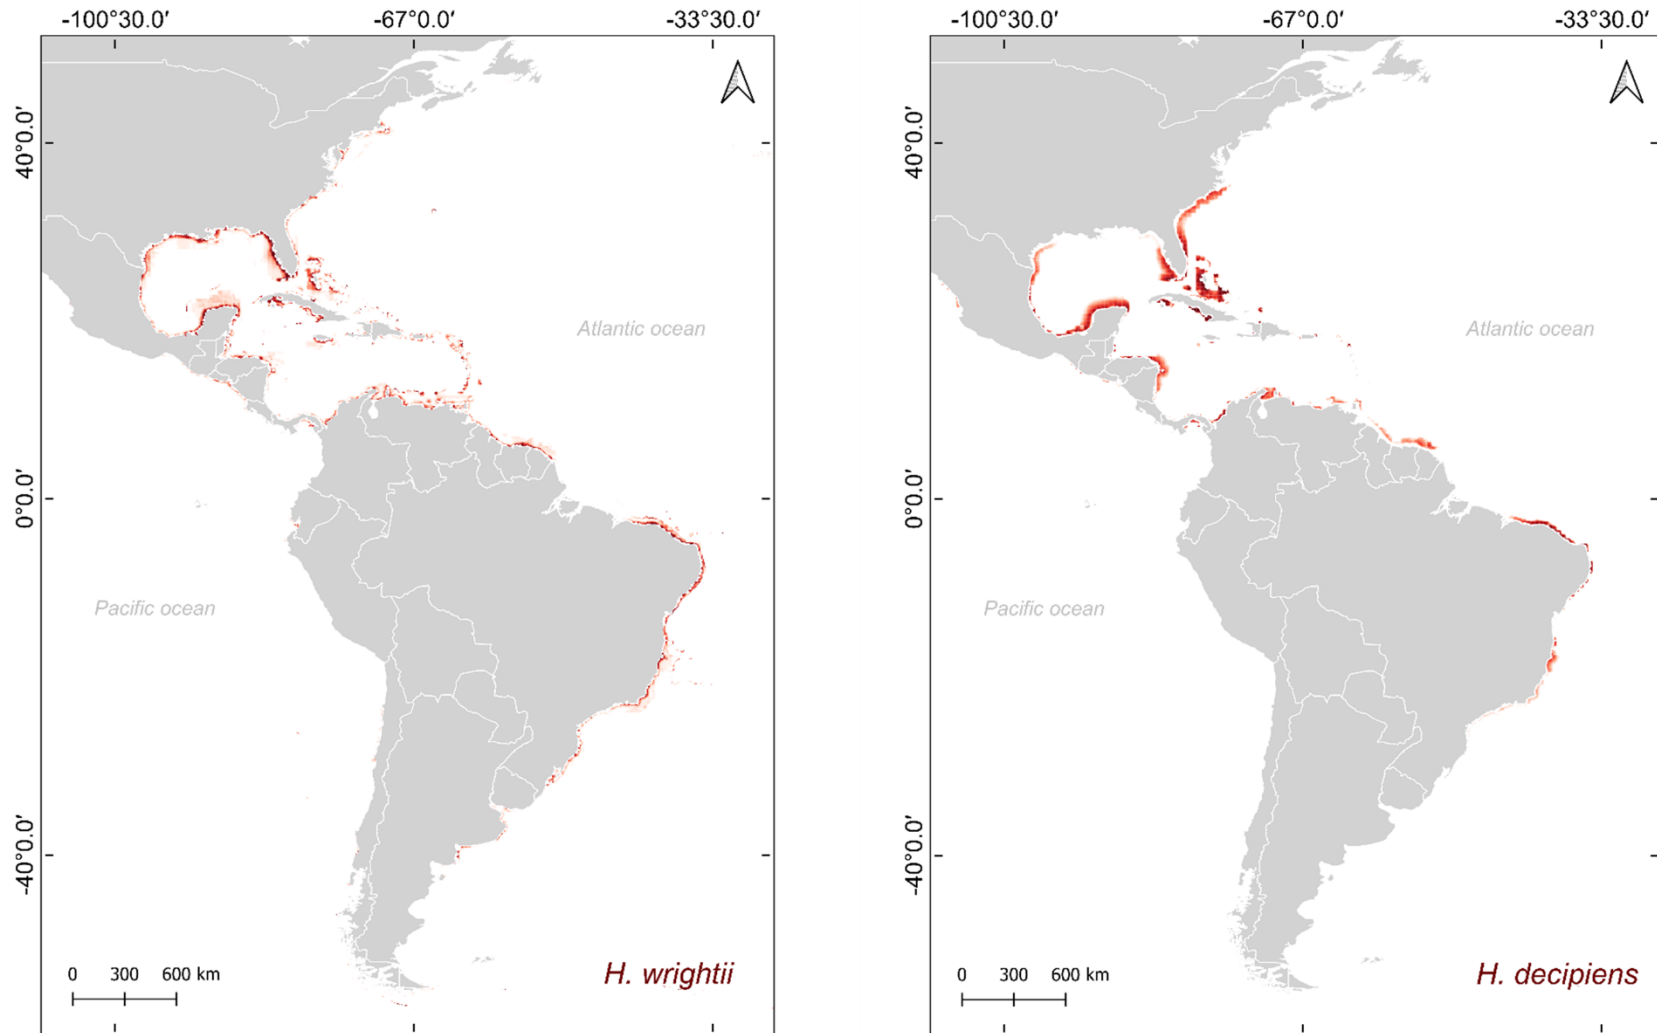 -100°30.0′ -67°0.0′ -33°30.0′
40°0.0′
Atlantic ocean
0°0.0′
Pacific ocean
-40°0.0′
0 300 600 km
H. wrightii
-100°30.0′ -67°0.0′ -33°30.0′
40°0.0′
Atlantic ocean
0°0.0′
Pacific ocean
-40°0.0′
0 300 600 km
H. decipiens